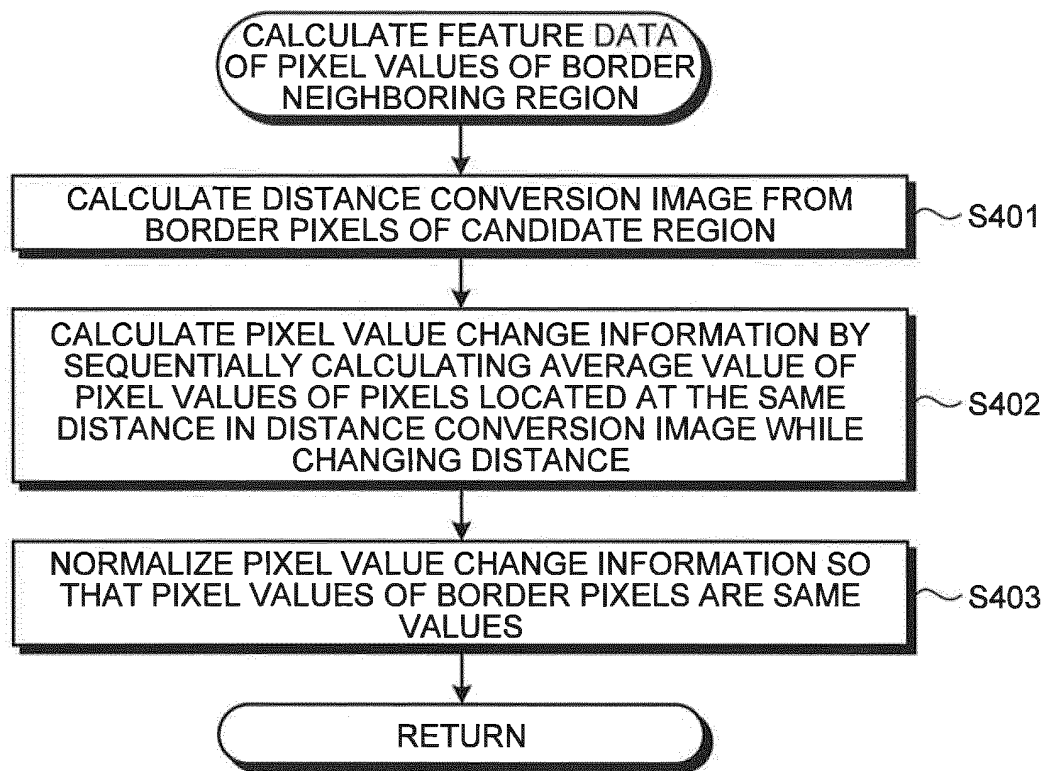 CALCULATE FEATURE DATA
OF PIXEL VALUES OF BORDER
NEIGHBORING REGION
CALCULATE DISTANCE CONVERSION IMAGE FROM
BORDER PIXELS OF CANDIDATE REGION
S401
CALCULATE PIXEL VALUE CHANGE INFORMATION BY
SEQUENTIALLY CALCULATING AVERAGE VALUE OF
PIXEL VALUES OF PIXELS LOCATED AT THE SAME
DISTANCE IN DISTANCE CONVERSION IMAGE WHILE
CHANGING DISTANCE
S402
NORMALIZE PIXEL VALUE CHANGE INFORMATION SO
THAT PIXEL VALUES OF BORDER PIXELS ARE SAME
VALUES
S403
RETURN